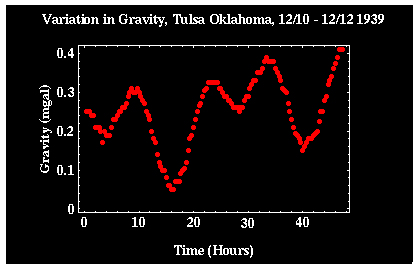 Variation in Gravity, Tulsa Oklahoma, 12/10 - 12/12 1939
Gravity (mgal)
0.4
0.3
0.2
0.1
0
0 10 20 30 40
Time (Hours)